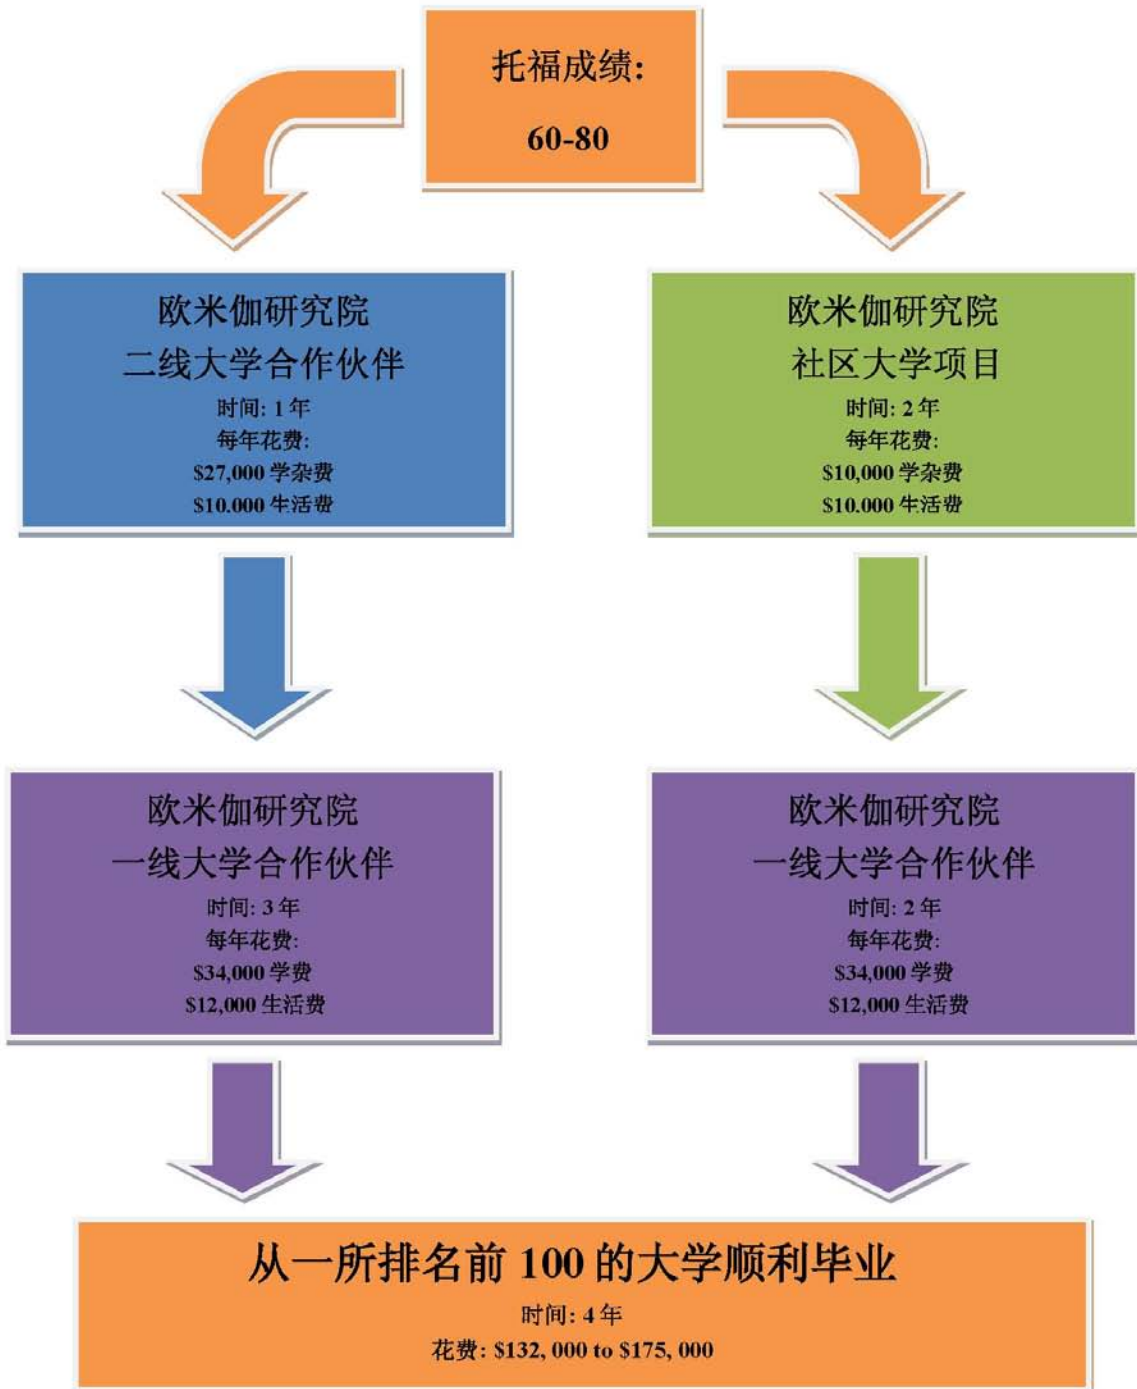 托福成绩:
60-80
欧米伽研究院
二线大学合作伙伴
时间: 1 年
每年花费:
$27,000 学杂费
$10.000 生活费
欧米伽研究院
社区大学项目
时间: 2 年
每年花费:
$10,000 学杂费
$10.000 生活费
欧米伽研究院
一线大学合作伙伴
时间: 3 年
每年花费:
$34,000 学费
$12,000 生活费
欧米伽研究院
一线大学合作伙伴
时间: 2 年
每年花费:
$34,000 学费
$12,000 生活费
从一所排名前 100 的大学顺利毕业
时间: 4 年
花费: $132, 000 to $175, 000